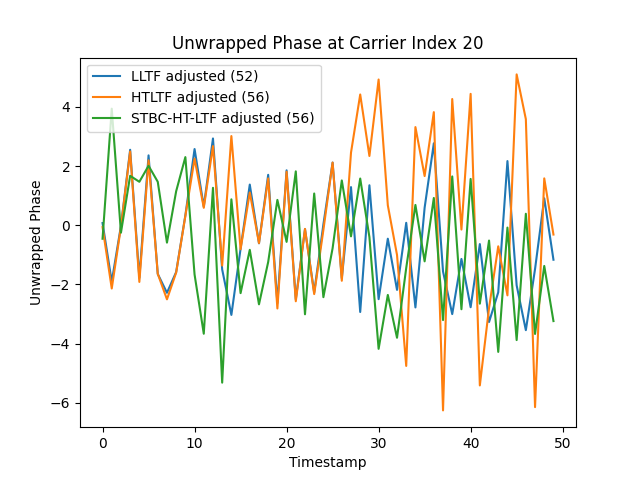 Unwrapped Phase at Carrier Index 20
LLTF adjusted (52)
HTLTF adjusted (56)
STBC-HT-LTF adjusted (56)
Unwrapped Phase
4
2
0
−2
−4
−6
0 10 20 30 40 50
Timestamp